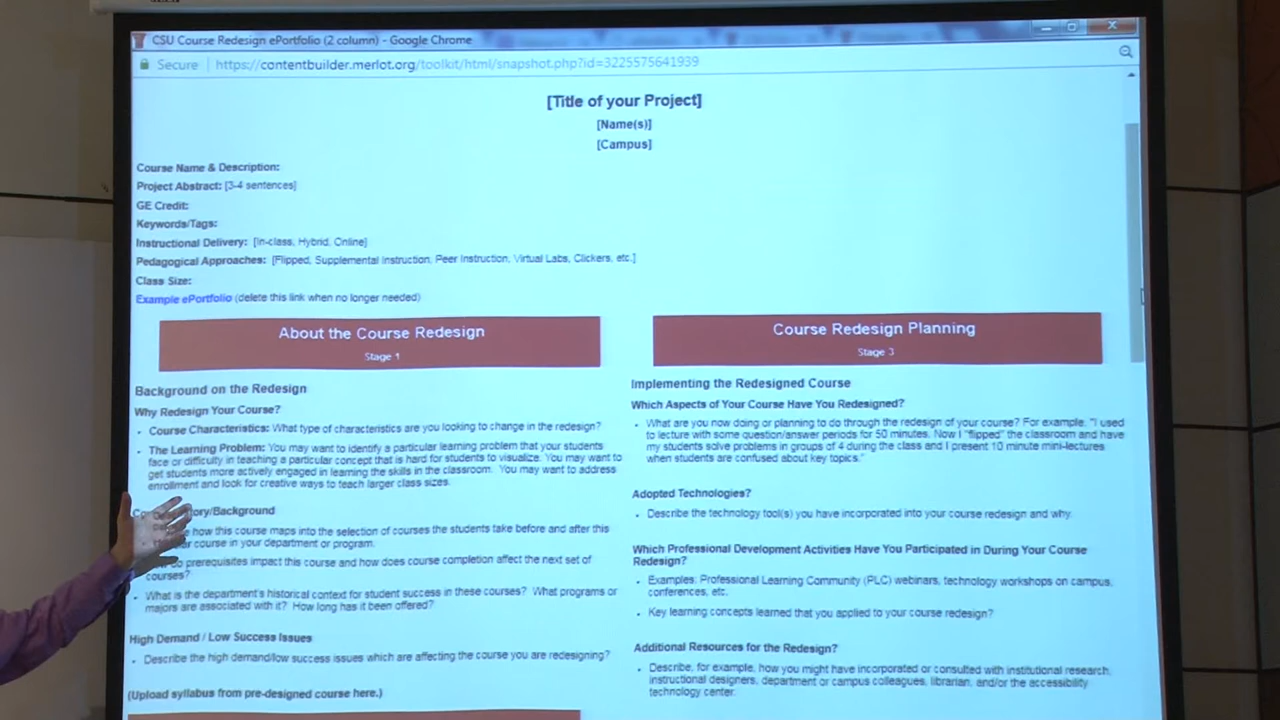 CSU Course Redesign ePortfolio (2 column) - Google Chrome
Secure https://contentbuilder.merlot.org/toolkit/html/snapshot.php?id=3225575641939
[Title of your Project]
[Name(s)]
[Campus]
Course Name & Description:
Project Abstract: [3-4 sentences]
GE Credit:
Keywords/Tags:
Instructional Delivery: [In-class, Hybrid, Online]
Pedagogical Approaches: [Flipped, Supplemental Instruction, Peer Instruction, Virtual Labs, Clickers, etc.]
Class Size:
Example ePortfolio (delete this link when no longer needed)
About the Course Redesign
Stage 1
Background on the Redesign
Why Redesign Your Course?
• Course Characteristics: What type of characteristics are you looking to change in the redesign?
• The Learning Problem: You may want to identify a particular learning problem that your students
face or difficulty in teaching a particular concept that is hard for students to visualize. You may want to
get students more actively engaged in learning the skills in the classroom. You may want to address
enrollment and look for creative ways to teach larger class sizes.
ory/Background
how this course maps into the selection of courses the students take before and after this
course in your department or program.
prerequisites impact this course and how does course completion affect the next set of
courses?
• What is the department's historical context for student success in these courses? What programs or
majors are associated with it? How long has it been offered?
High Demand / Low Success Issues
• Describe the high demand/low success issues which are affecting the course you are redesigning?
(Upload syllabus from pre-designed course here.)
Course Redesign Planning
Stage 3
Implementing the Redesigned Course
Which Aspects of Your Course Have You Redesigned?
• What are you now doing or planning to do through the redesign of your course? For example, "I used
to lecture with some question/answer periods for 50 minutes. Now I "flipped" the classroom and have
my students solve problems in groups of 4 during the class and I present 10 minute mini-lectures
when students are confused about key topics."
Adopted Technologies?
• Describe the technology tool(s) you have incorporated into your course redesign and why.
Which Professional Development Activities Have You Participated in During Your Course
Redesign?
• Examples: Professional Learning Community (PLC) webinars, technology workshops on campus,
conferences, etc.
• Key learning concepts learned that you applied to your course redesign?
Additional Resources for the Redesign?
• Describe, for example, how you might have incorporated or consulted with institutional research,
instructional designers, department or campus colleagues, librarian, and/or the accessibility
technology center.